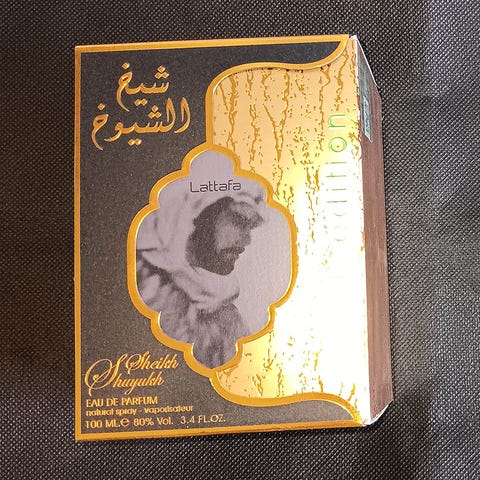 شيخ
الشيوخ
Lattafa
Sheikh
Shuyukh
EAU DE PARFUM
natural spray - vaporisateur
100 ML.e 80% Vol. 3.4 FL.OZ.